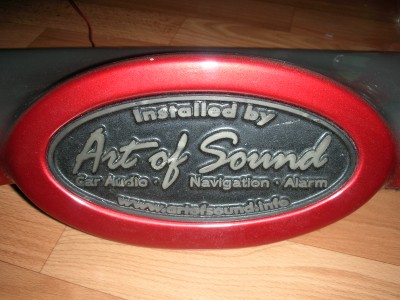 Installed by
Art of Sound
Car Audio · Navigation · Alarm
www.artofsound.info